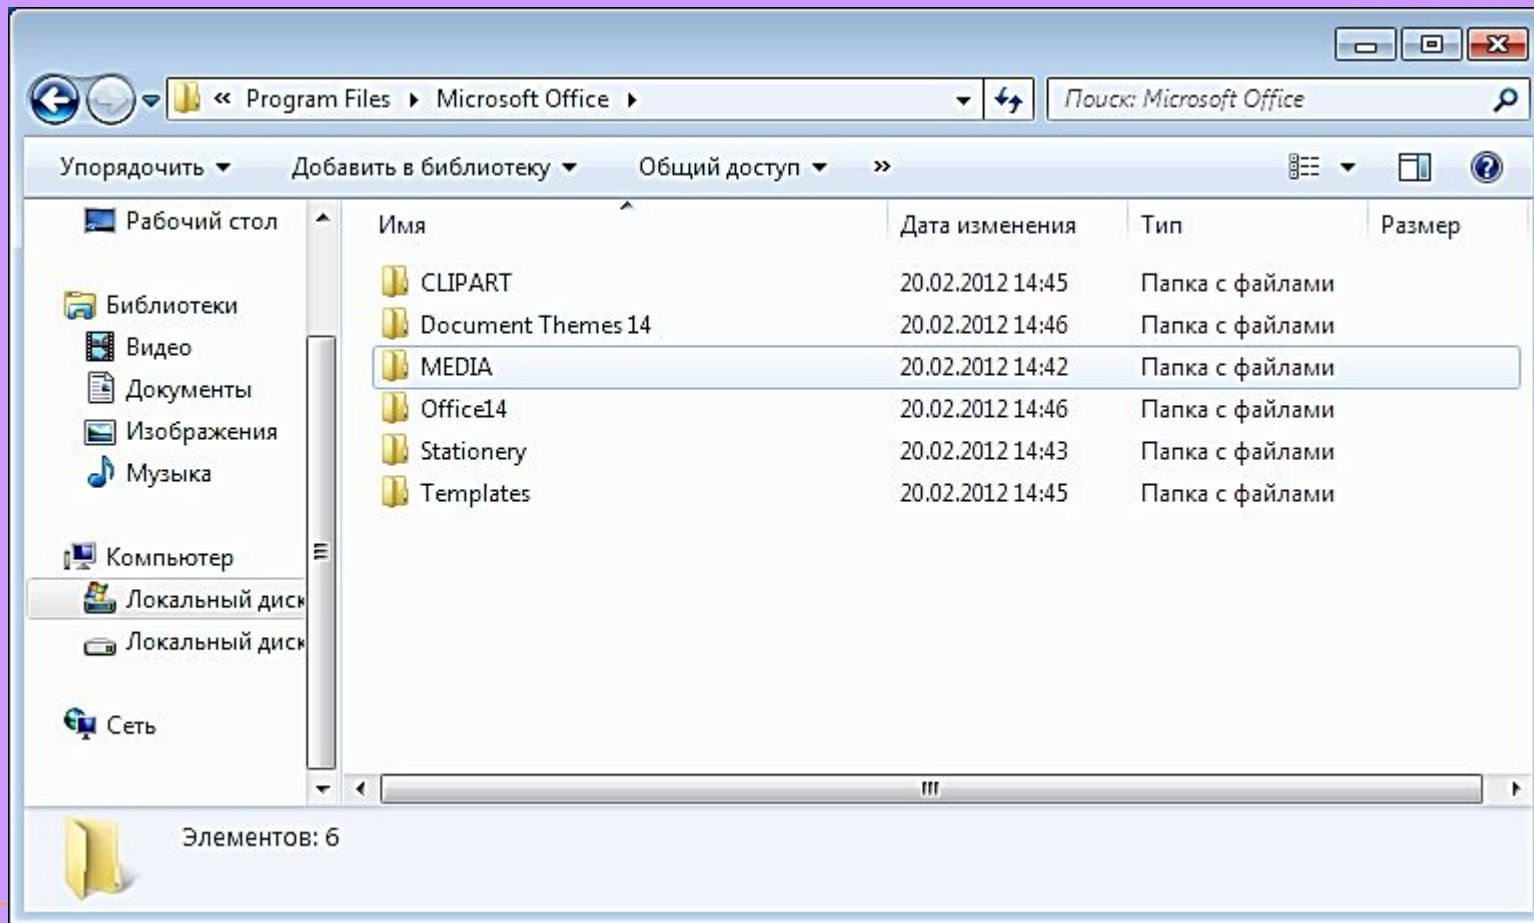 « Program Files Microsoft Office
Поиск: Microsoft Office
Упорядочить Добавить в библиотеку Общий доступ »
Рабочий стол
Библиотеки
Видео
Документы
Изображения
Музыка
Компьютер
Локальный диск
Локальный диск
Сеть
Имя Дата изменения Тип Размер
CLIPART 20.02.2012 14:45 Папка с файлами
Document Themes 14 20.02.2012 14:46 Папка с файлами
MEDIA 20.02.2012 14:42 Папка с файлами
Office14 20.02.2012 14:46 Папка с файлами
Stationery 20.02.2012 14:43 Папка с файлами
Templates 20.02.2012 14:45 Папка с файлами
Элементов: 6